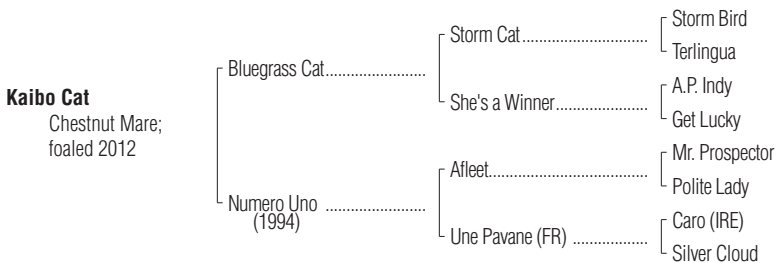 Storm Bird
Storm Cat..............................
Terlingua
Bluegrass Cat........................
A.P. Indy
She's a Winner......................
Get Lucky
Kaibo Cat
Chestnut Mare;
foaled 2012
Mr. Prospector
Afleet......................................
Polite Lady
Numero Uno ........................
(1994)
Caro (IRE)
Une Pavane (FR) ..................
Silver Cloud